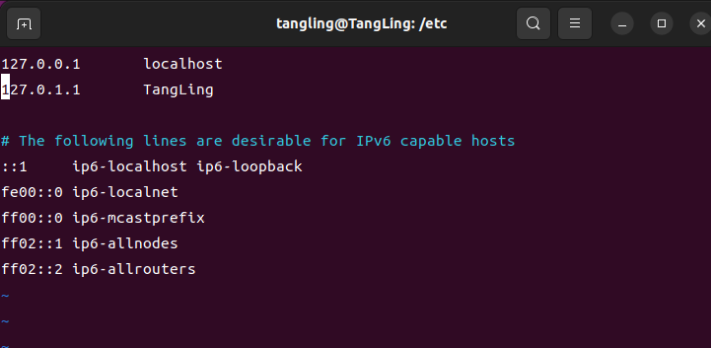 tangling@TangLing: /etc
127.0.0.1       localhost
127.0.1.1       TangLing
# The following lines are desirable for IPv6 capable hosts
::1     ip6-localhost ip6-loopback
fe00::0 ip6-localnet
ff00::0 ip6-mcastprefix
ff02::1 ip6-allnodes
ff02::2 ip6-allrouters
~
~
~